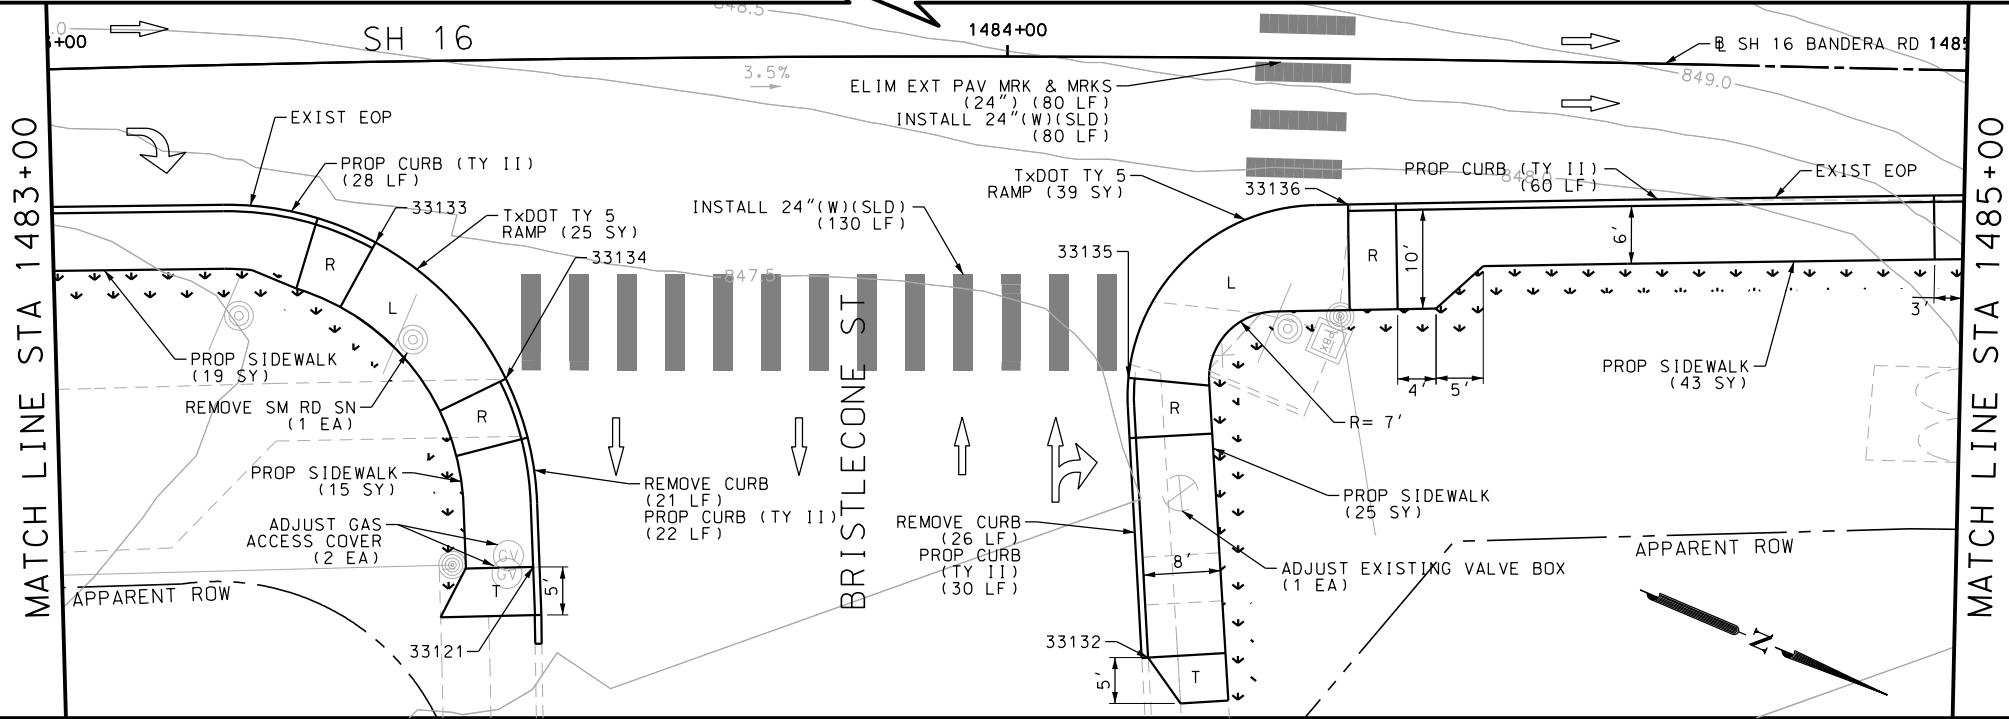 848.5
SH 16
1484+00
+00
℄ SH 16 BANDERA RD 1485
849.0
3.5%
ELIM EXT PAV MRK & MRKS
(24") (80 LF)
INSTALL 24"(W)(SLD)
(80 LF)
EXIST EOP
PROP CURB (TY II)
(28 LF)
33133
TxDOT TY 5
RAMP (25 SY)
33134
INSTALL 24"(W)(SLD)
(130 LF)
TxDOT TY 5
RAMP (39 SY)
33136
PROP CURB (TY II)
(60 LF)
848.0
EXIST EOP
33135
847.5
MATCH LINE STA 1483+00
MATCH LINE STA 1485+00
R
L
R
L
R
10'
6'
3'
4'
5'
PROP SIDEWALK
(19 SY)
REMOVE SM RD SN
(1 EA)
PROP SIDEWALK
(15 SY)
ADJUST GAS
ACCESS COVER
(2 EA)
GV
GV
T
5'
APPARENT ROW
33121
REMOVE CURB
(21 LF)
PROP CURB (TY II)
(22 LF)
BRISTLECONE ST
REMOVE CURB
(26 LF)
PROP CURB
(TY II)
(30 LF)
33132
5'
R
8'
T
R= 7'
PROP SIDEWALK
(25 SY)
ADJUST EXISTING VALVE BOX
(1 EA)
PROP SIDEWALK
(43 SY)
APPARENT ROW
N